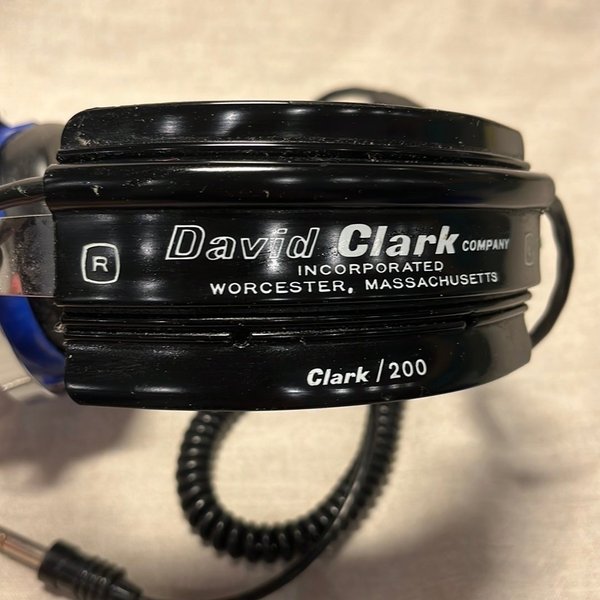 R
David Clark COMPANY
INCORPORATED
WORCESTER, MASSACHUSETTS
Clark / 200